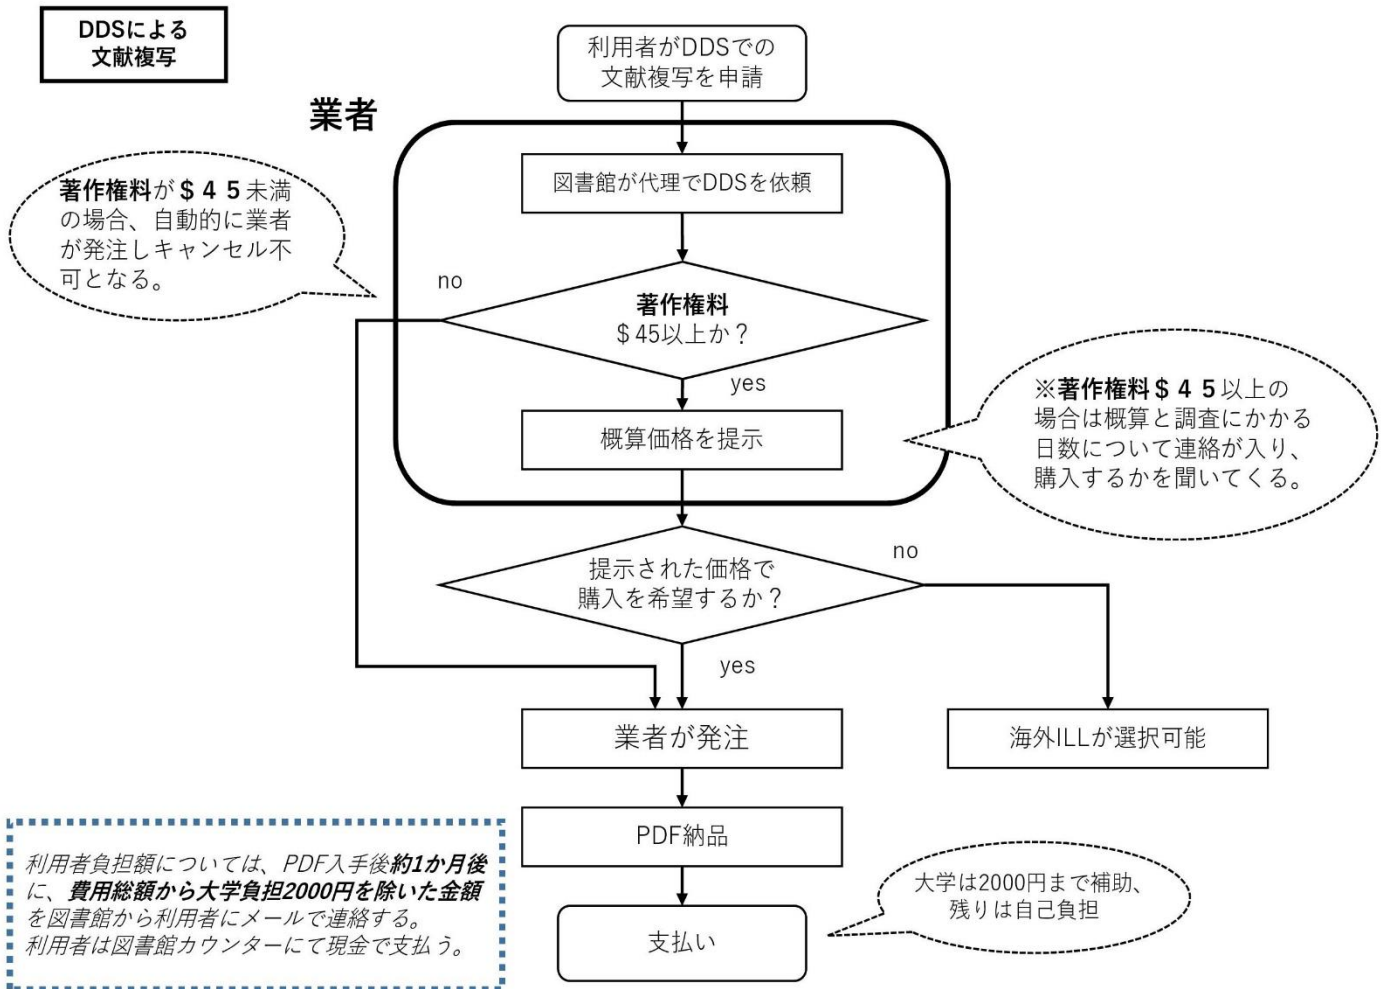 DDSによる
文献複写
利用者がDDSでの
文献複写を申請
業者
図書館が代理でDDSを依頼
著作権料が＄４５未満
の場合、自動的に業者
が発注しキャンセル不
可となる。
no
著作権料
＄45以上か？
yes
概算価格を提示
※著作権料＄４５以上の
場合は概算と調査にかかる
日数について連絡が入り、
購入するかを聞いてくる。
提示された価格で
購入を希望するか？
no
yes
業者が発注
海外ILLが選択可能
PDF納品
利用者負担額については、PDF入手後約1か月後
に、費用総額から大学負担2000円を除いた金額
を図書館から利用者にメールで連絡する。
利用者は図書館カウンターにて現金で支払う。
大学は2000円まで補助、
残りは自己負担
支払い